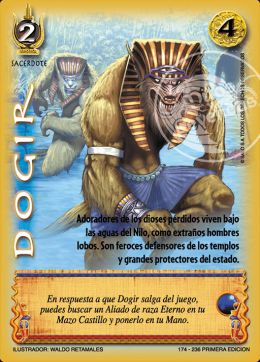 2
4
SACERDOTE
DOGIR
Adoradores de los dioses perdidos viven bajo
las aguas del Nilo, como extraños hombres
lobos. Son feroces defensores de los templos
y grandes protectores del estado.
En respuesta a que Dogir salga del juego,
puedes buscar un Aliado de raza Eterno en tu
Mazo Castillo y ponerlo en tu Mano.
ILUSTRADOR: WALDO RETAMALES
174 - 236 PRIMERA EDICION